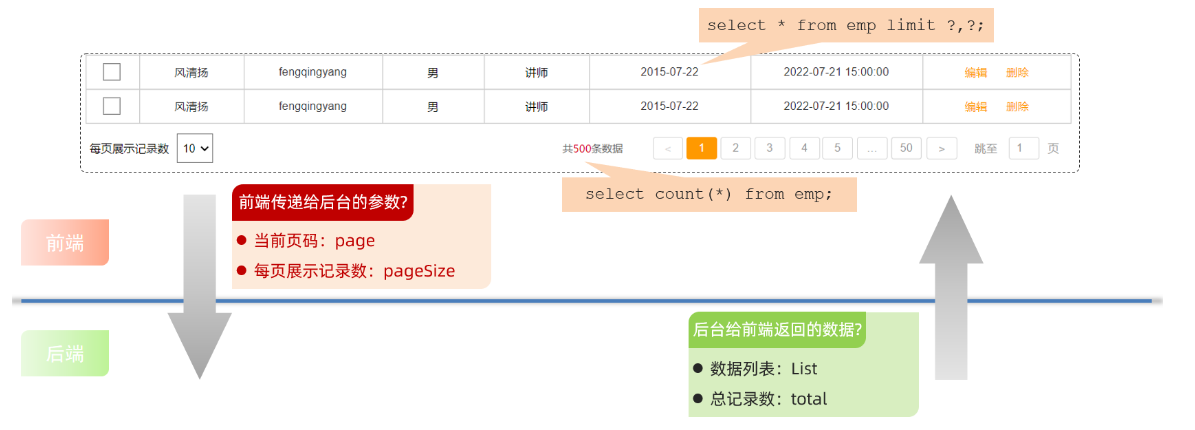 select * from emp limit ?,?;
风清扬 fengqingyang 男 讲师 2015-07-22 2022-07-21 15:00:00 编辑 删除
风清扬 fengqingyang 男 讲师 2015-07-22 2022-07-21 15:00:00 编辑 删除
每页展示记录数 10 共500条数据 < 1 2 3 4 5 ... 50 > 跳至 1 页
select count(*) from emp;
前端传递给后台的参数?
当前页码：page
每页展示记录数：pageSize
前端
后端
后台给前端返回的数据?
数据列表：List
总记录数：total